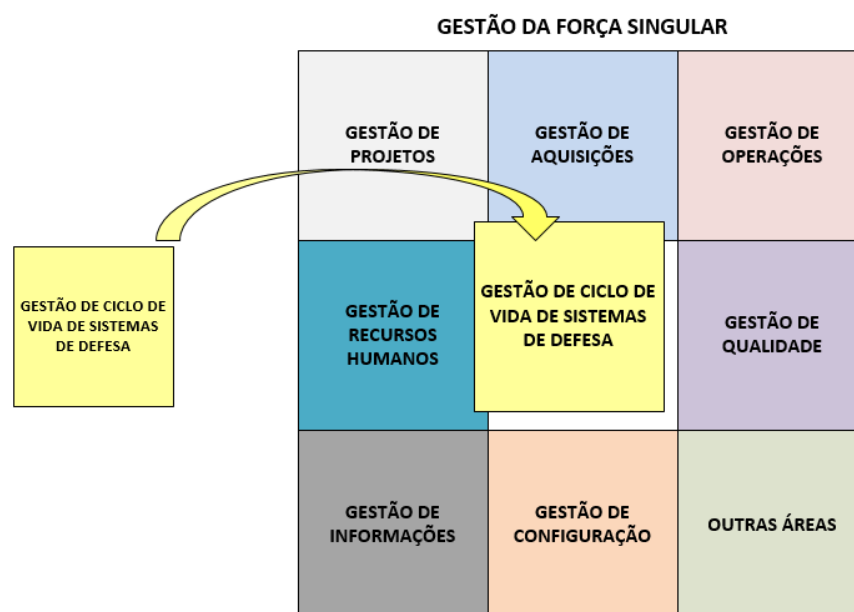 GESTÃO DA FORÇA SINGULAR
GESTÃO DE
PROJETOS
GESTÃO DE
AQUISIÇÕES
GESTÃO DE
OPERAÇÕES
GESTÃO DE CICLO DE
VIDA DE SISTEMAS
DE DEFESA
GESTÃO DE
RECURSOS
HUMANOS
GESTÃO DE CICLO DE
VIDA DE SISTEMAS
DE DEFESA
GESTÃO DE
QUALIDADE
GESTÃO DE
INFORMAÇÕES
GESTÃO DE
CONFIGURAÇÃO
OUTRAS ÁREAS